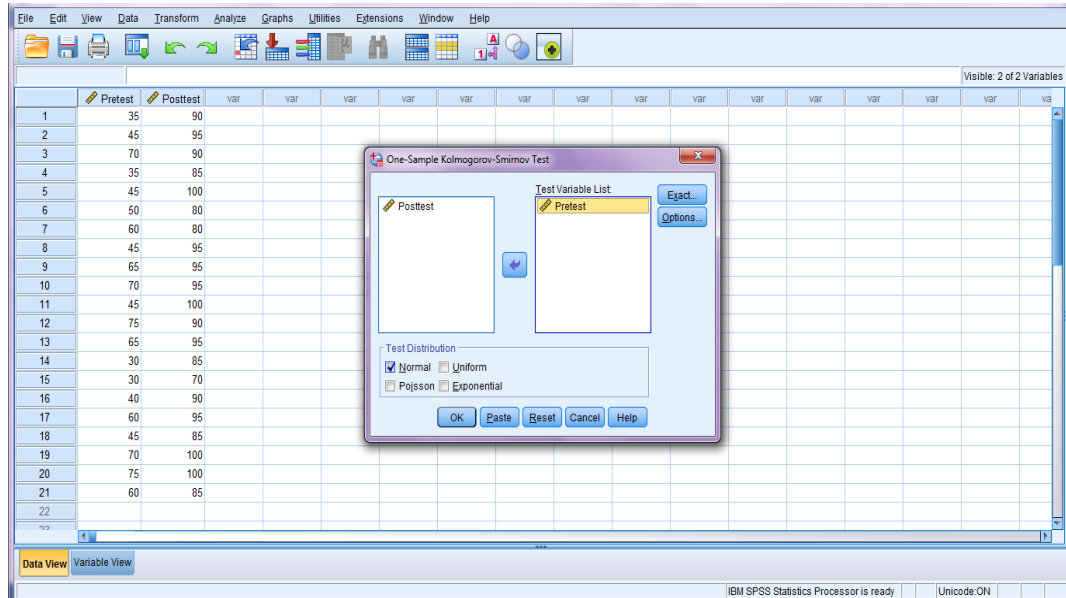 File Edit View Data Transform Analyze Graphs Utilities Extensions Window Help
Visible: 2 of 2 Variables
Pretest Posttest var var var var var var var var var var var var var var va
1 35 90
2 45 95
3 70 90
4 35 85
5 45 100
6 50 80
7 60 80
8 45 95
9 65 95
10 70 95
11 45 100
12 75 90
13 65 95
14 30 85
15 30 70
16 40 90
17 60 95
18 45 85
19 70 100
20 75 100
21 60 85
22
23
One-Sample Kolmogorov-Smirnov Test
Test Variable List:
Posttest
Pretest
Exact...
Options...
Test Distribution
Normal Uniform
Poisson Exponential
OK Paste Reset Cancel Help
Data View Variable View
IBM SPSS Statistics Processor is ready Unicode:ON